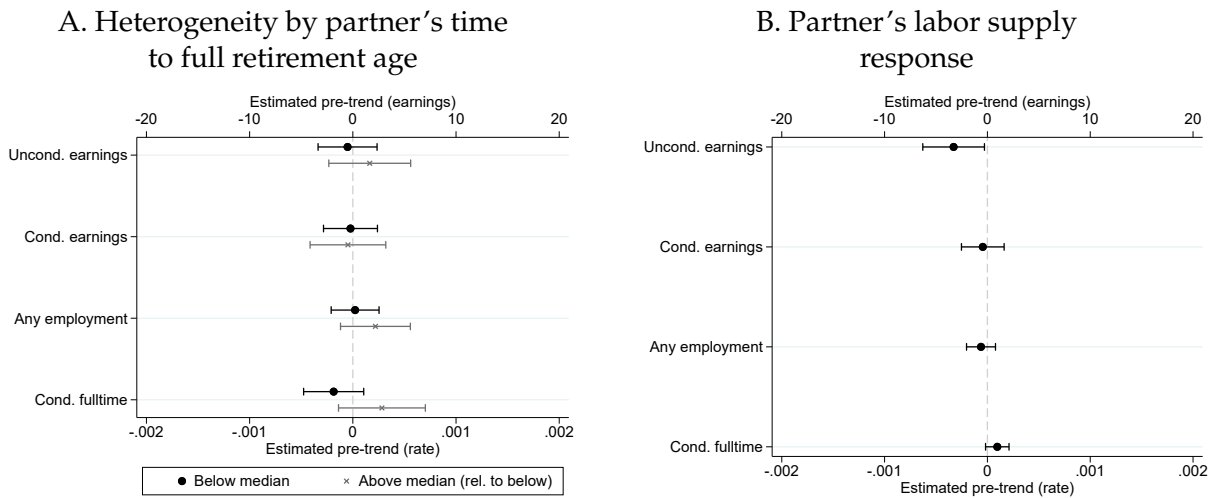 A. Heterogeneity by partner’s time
to full retirement age
Estimated pre-trend (earnings)
-20 -10 0 10 20
Uncond. earnings
Cond. earnings
Any employment
Cond. fulltime
-.002 -.001 0 .001 .002
Estimated pre-trend (rate)
Below median Above median (rel. to below)
B. Partner’s labor supply
response
Estimated pre-trend (earnings)
-20 -10 0 10 20
Uncond. earnings
Cond. earnings
Any employment
Cond. fulltime
-.002 -.001 0 .001 .002
Estimated pre-trend (rate)